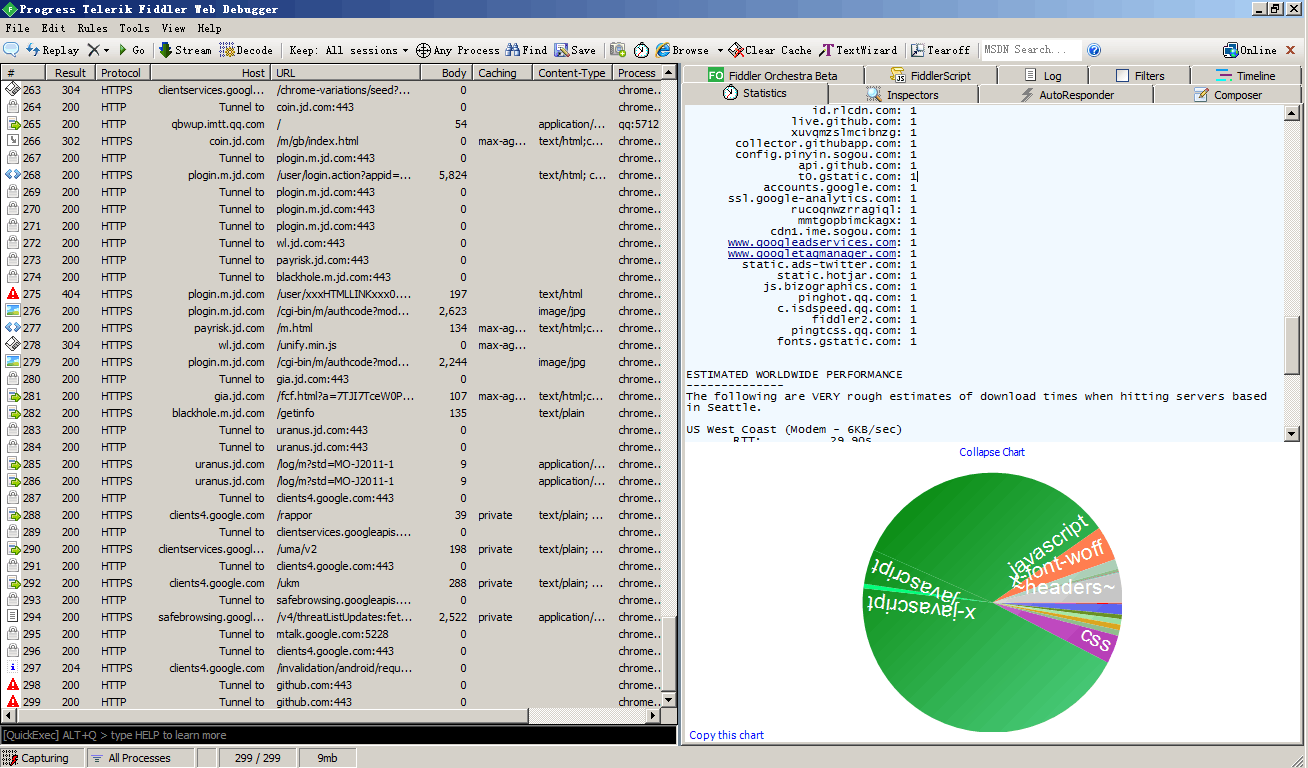 Progress Telerik Fiddler Web Debugger
File Edit Rules Tools View Help
Replay Go Stream Decode Keep: All sessions Any Process Find Save Browse Clear Cache TextWizard Tearoff MSDN Search... Online
# Result Protocol Host URL Body Caching Content-Type Process
263 304 HTTPS clientservices.googl... /chrome-variations/seed?... 0 chrome..
264 200 HTTP Tunnel to coin.jd.com:443 0 chrome..
265 200 HTTPS qbwup.imtt.qq.com / 54 application/... qq:5712
266 302 HTTPS coin.jd.com /m/gb/index.html 0 max-ag... text/html;c... chrome..
267 200 HTTP Tunnel to plogin.m.jd.com:443 0 chrome..
268 200 HTTPS plogin.m.jd.com /user/login.action?appid=... 5,824 text/html; c... chrome..
269 200 HTTP Tunnel to plogin.m.jd.com:443 0 chrome..
270 200 HTTP Tunnel to plogin.m.jd.com:443 0 chrome..
271 200 HTTP Tunnel to plogin.m.jd.com:443 0 chrome..
272 200 HTTP Tunnel to wl.jd.com:443 0 chrome..
273 200 HTTP Tunnel to payrisk.jd.com:443 0 chrome..
274 200 HTTP Tunnel to blackhole.m.jd.com:443 0 chrome..
275 404 HTTPS plogin.m.jd.com /user/xxxHTMLLINKxxx0.... 197 text/html chrome..
276 200 HTTPS plogin.m.jd.com /cgi-bin/m/authcode?mod... 2,623 image/jpg chrome..
277 200 HTTPS payrisk.jd.com /m.html 134 max-ag... text/html;c... chrome..
278 304 HTTPS wl.jd.com /unify.min.js 0 max-ag... chrome..
279 200 HTTPS plogin.m.jd.com /cgi-bin/m/authcode?mod... 2,244 image/jpg chrome..
280 200 HTTP Tunnel to gia.jd.com:443 0 chrome..
281 200 HTTPS gia.jd.com /fcf.html?a=7TJI7TceW0P... 107 max-ag... text/html;c... chrome..
282 200 HTTPS blackhole.m.jd.com /getinfo 135 text/plain chrome..
283 200 HTTP Tunnel to uranus.jd.com:443 0 chrome..
284 200 HTTP Tunnel to uranus.jd.com:443 0 chrome..
285 200 HTTPS uranus.jd.com /log/m?std=MO-J2011-1 9 application/... chrome..
286 200 HTTPS uranus.jd.com /log/m?std=MO-J2011-1 9 application/... chrome..
287 200 HTTP Tunnel to clients4.google.com:443 0 chrome..
288 200 HTTPS clients4.google.com /rappor 39 private text/plain; ... chrome..
289 200 HTTP Tunnel to clientservices.googleapis.... 0 chrome..
290 200 HTTPS clientservices.googl... /uma/v2 198 private text/plain; ... chrome..
291 200 HTTP Tunnel to clients4.google.com:443 0 chrome..
292 200 HTTPS clients4.google.com /ukm 288 private text/plain; ... chrome..
293 200 HTTP Tunnel to safebrowsing.googleapis.... 0 chrome..
294 200 HTTPS safebrowsing.googl... /v4/threatListUpdates:fet... 2,522 private application/... chrome..
295 200 HTTP Tunnel to mtalk.google.com:5228 0 chrome..
296 200 HTTP Tunnel to clients4.google.com:443 0 chrome..
297 204 HTTPS clients4.google.com /invalidation/android/requ... 0 chrome..
298 200 HTTP Tunnel to github.com:443 0 chrome..
299 200 HTTP Tunnel to github.com:443 0 chrome..
[QuickExec] ALT+Q > type HELP to learn more
Capturing All Processes 299 / 299 9mb
FO Fiddler Orchestra Beta FiddlerScript Log Filters Timeline
Statistics Inspectors AutoResponder Composer
id.rlcdn.com: 1
live.github.com: 1
xuvqmzslmcibnzg: 1
collector.githubapp.com: 1
config.pinyin.sogou.com: 1
api.github.com: 1
t0.gstatic.com: 1
accounts.google.com: 1
ssl.google-analytics.com: 1
rucoqnwzrragiql: 1
mmtgopbimckagx: 1
cdn1.ime.sogou.com: 1
www.googleadservices.com: 1
www.googletagmanager.com: 1
static.ads-twitter.com: 1
static.hotjar.com: 1
js.bizographics.com: 1
pinghot.qq.com: 1
c.isdspeed.qq.com: 1
fiddler2.com: 1
pingtcss.qq.com: 1
fonts.gstatic.com: 1
ESTIMATED WORLDWIDE PERFORMANCE
--------------
The following are VERY rough estimates of download times when hitting servers based
in Seattle.
US West Coast (Modem - 6KB/sec)
RTT: 29.90s
Collapse Chart
javascript
x-font-woff
~headers~
javascript
x-javascript
css
Copy this chart